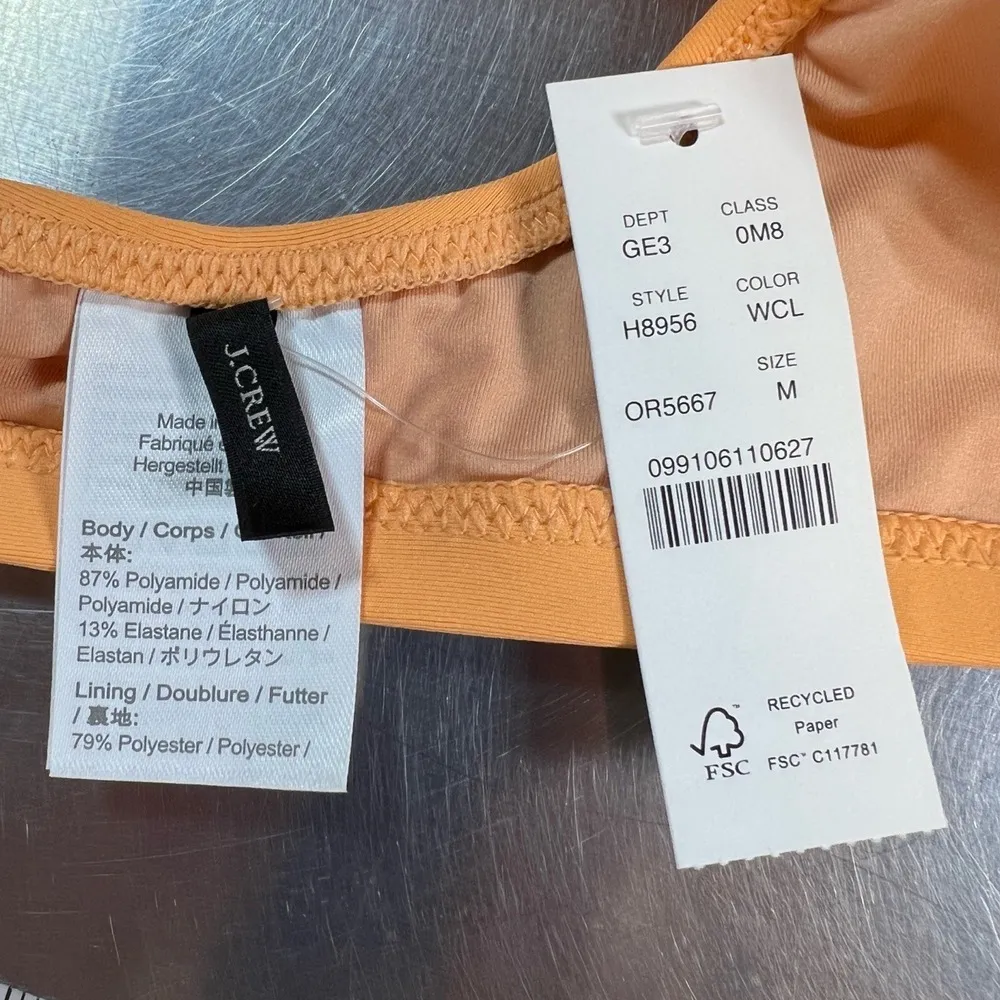 J.CREW
Made
Fabriqué
Hergestellt
中国
Body / Corps /
本体:
87% Polyamide / Polyamide /
Polyamide / ナイロン
13% Elastane / Élasthanne /
Elastan / ポリウレタン
Lining / Doublure / Futter
/ 裏地:
79% Polyester / Polyester /
DEPT CLASS
GE3 0M8
STYLE COLOR
H8956 WCL
SIZE
OR5667 M
099106110627
RECYCLED
Paper
FSC™ C117781
™
FSC